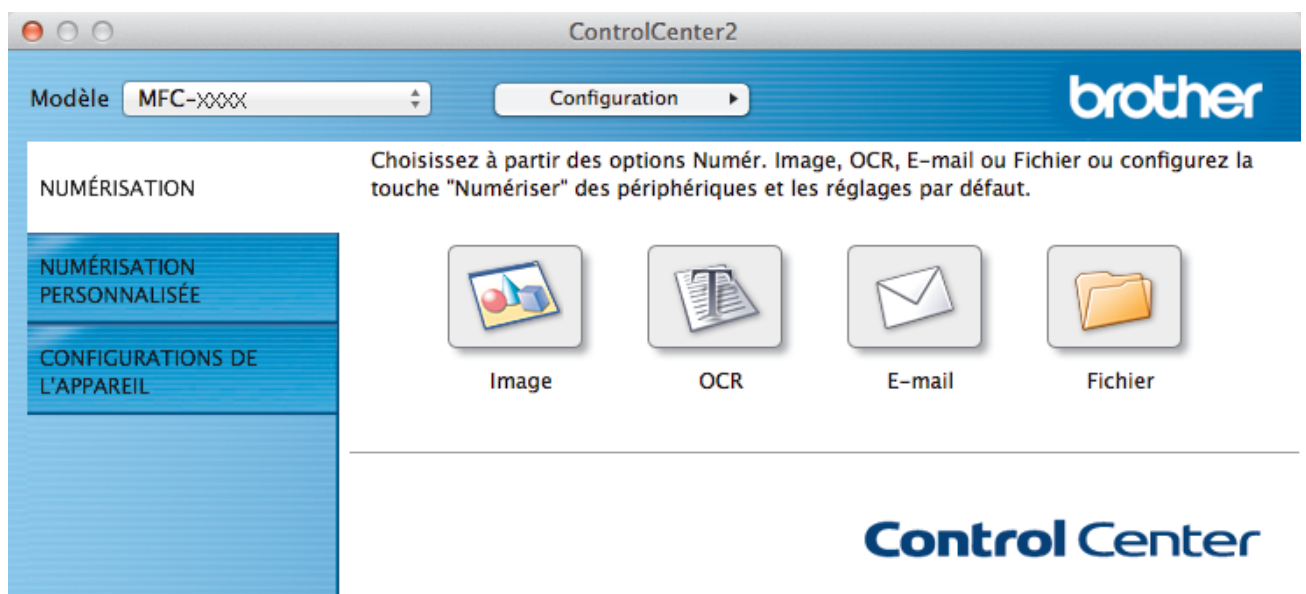 ControlCenter2
Modèle MFC-XXXX Configuration brother
NUMÉRISATION
NUMÉRISATION
PERSONNALISÉE
CONFIGURATIONS DE
L'APPAREIL
Choisissez à partir des options Numér. Image, OCR, E-mail ou Fichier ou configurez la
touche "Numériser" des périphériques et les réglages par défaut.
Image OCR E-mail Fichier
Control Center